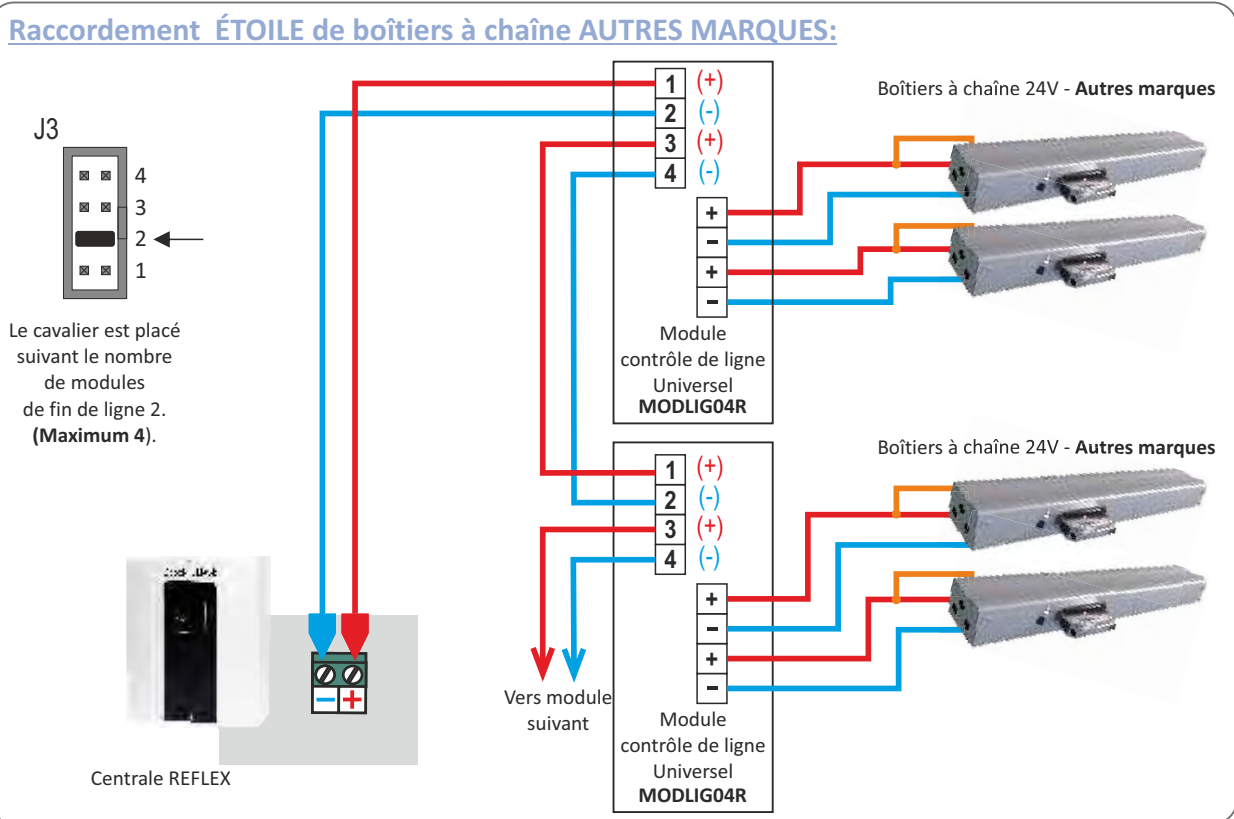 Raccordement ÉTOILE de boîtiers à chaîne AUTRES MARQUES:
J3
4
3
2
1
Le cavalier est placé
suivant le nombre
de modules
de fin de ligne 2.
(Maximum 4).
1 (+)
2 (-)
3 (+)
4 (-)
+
−
+
−
Module
contrôle de ligne
Universel
MODLIG04R
Boîtiers à chaîne 24V - Autres marques
1 (+)
2 (-)
3 (+)
4 (-)
+
−
+
−
Module
contrôle de ligne
Universel
MODLIG04R
Boîtiers à chaîne 24V - Autres marques
Vers module
suivant
− +
Centrale REFLEX